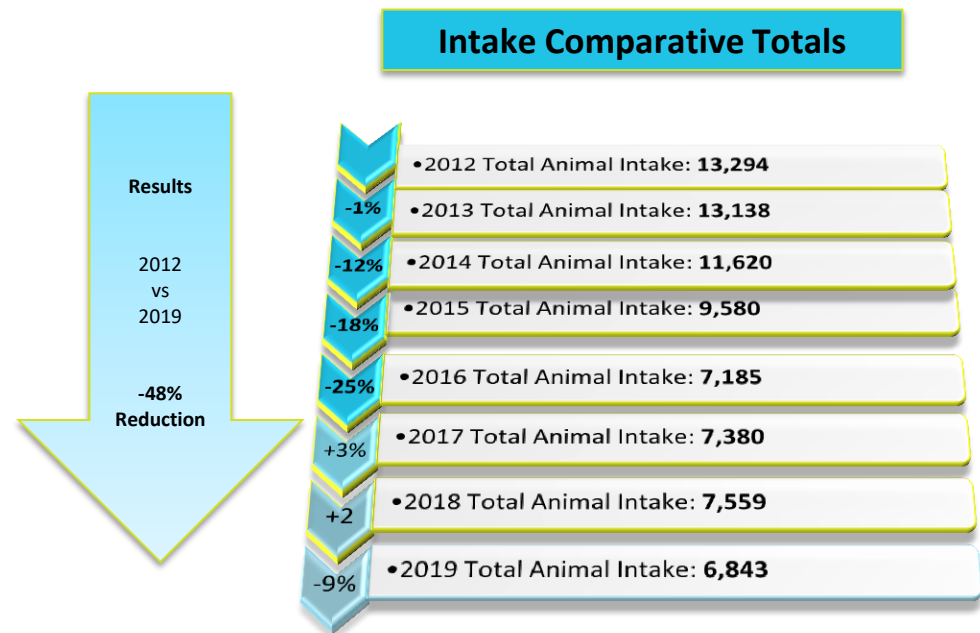 Intake Comparative Totals
Results
2012
vs
2019
-48%
Reduction
•2012 Total Animal Intake: 13,294
-1%
•2013 Total Animal Intake: 13,138
-12%
•2014 Total Animal Intake: 11,620
-18%
•2015 Total Animal Intake: 9,580
-25%
•2016 Total Animal Intake: 7,185
+3%
•2017 Total Animal Intake: 7,380
+2
•2018 Total Animal Intake: 7,559
-9%
•2019 Total Animal Intake: 6,843